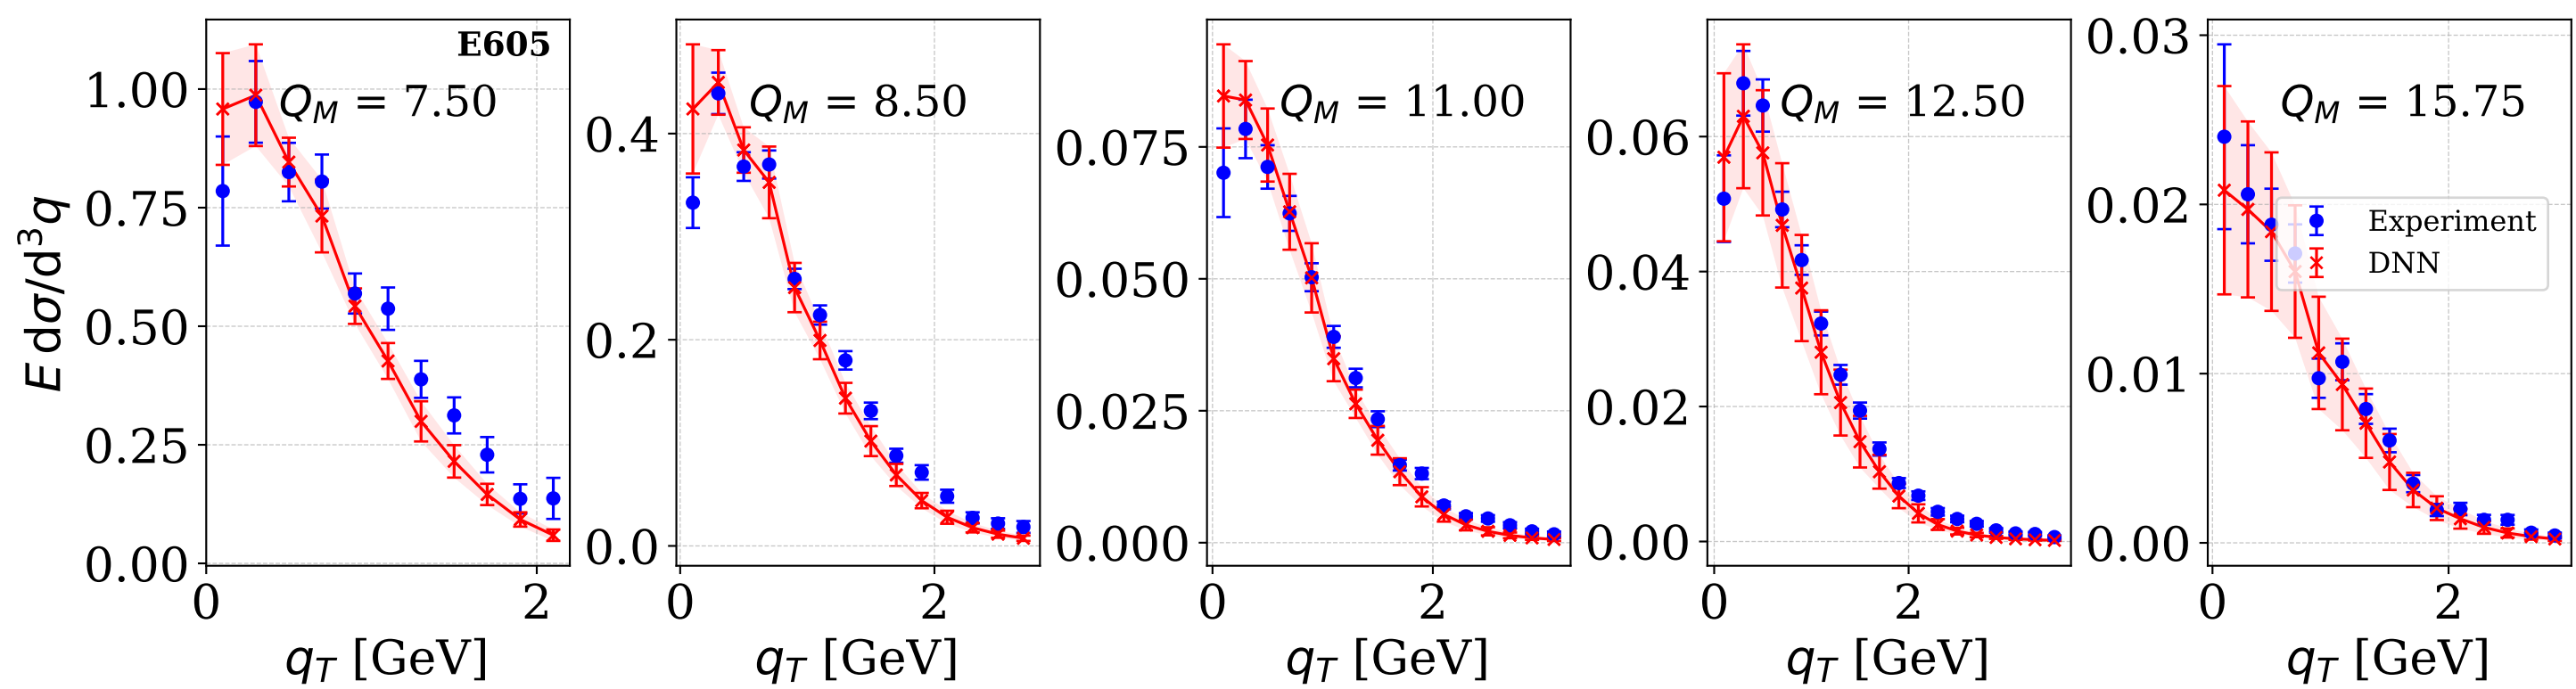 E605
Q_M = 7.50
Q_M = 8.50
Q_M = 11.00
Q_M = 12.50
Q_M = 15.75
E dσ/d³q
1.00
0.75
0.50
0.25
0.00
0.4
0.2
0.0
0.075
0.050
0.025
0.000
0.06
0.04
0.02
0.00
0.03
0.02
0.01
0.00
Experiment
DNN
0 2
0 2
0 2
0 2
0 2
q_T [GeV]
q_T [GeV]
q_T [GeV]
q_T [GeV]
q_T [GeV]